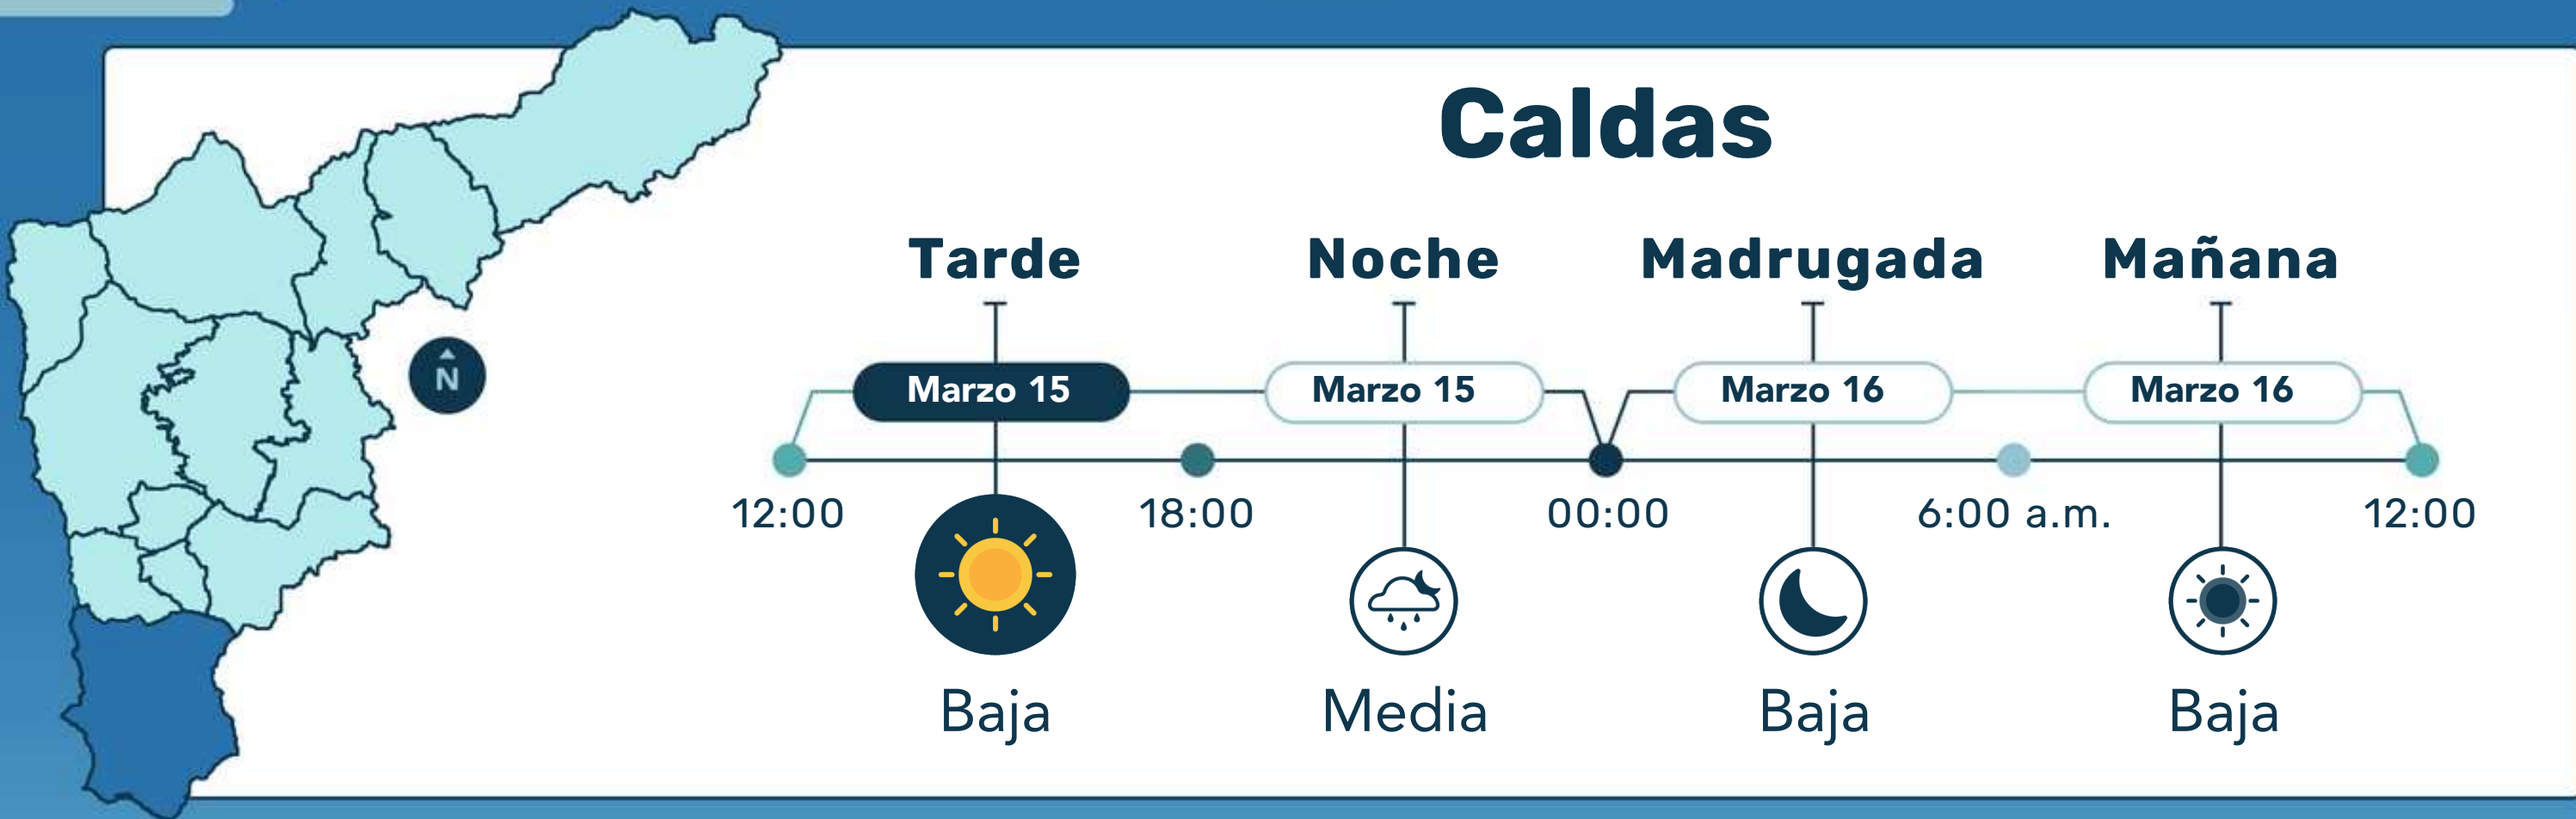 Caldas
Tarde Noche Madrugada Mañana
N
Marzo 15 Marzo 15 Marzo 16 Marzo 16
12:00 18:00 00:00 6:00 a.m. 12:00
Baja Media Baja Baja